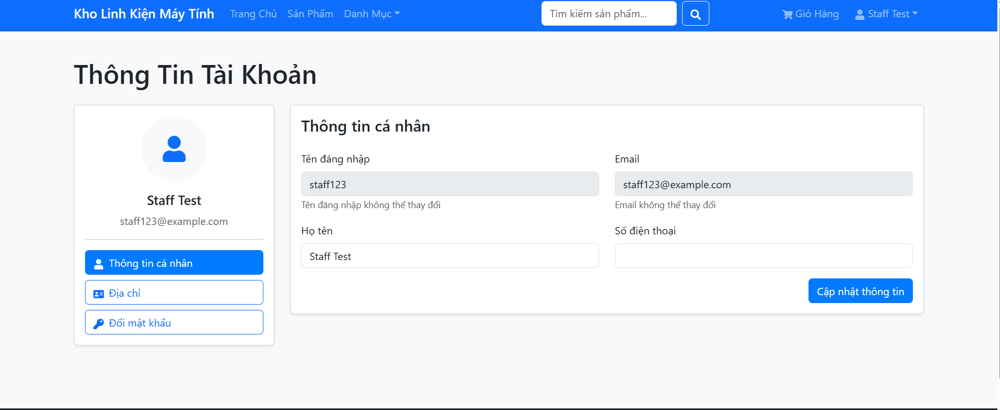 Kho Linh Kiện Máy Tính Trang Chủ Sản Phẩm Danh Mục Tìm kiếm sản phẩm... Giỏ Hàng Staff Test
Thông Tin Tài Khoản
Staff Test
staff123@example.com
Thông tin cá nhân
Địa chỉ
Đổi mật khẩu
Thông tin cá nhân
Tên đăng nhập
staff123
Tên đăng nhập không thể thay đổi
Email
staff123@example.com
Email không thể thay đổi
Họ tên
Staff Test
Số điện thoại
Cập nhật thông tin